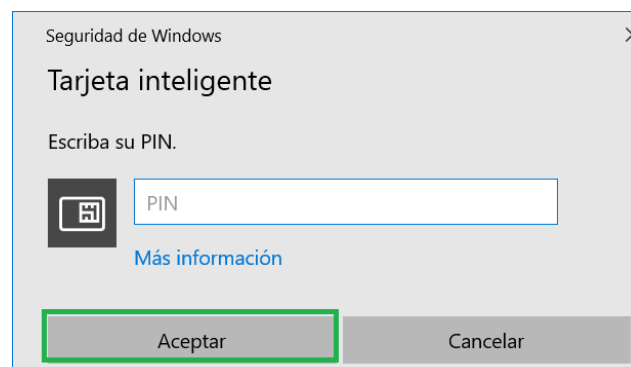 Seguridad de Windows
Tarjeta inteligente
Escriba su PIN.
PIN
Más información
Aceptar
Cancelar